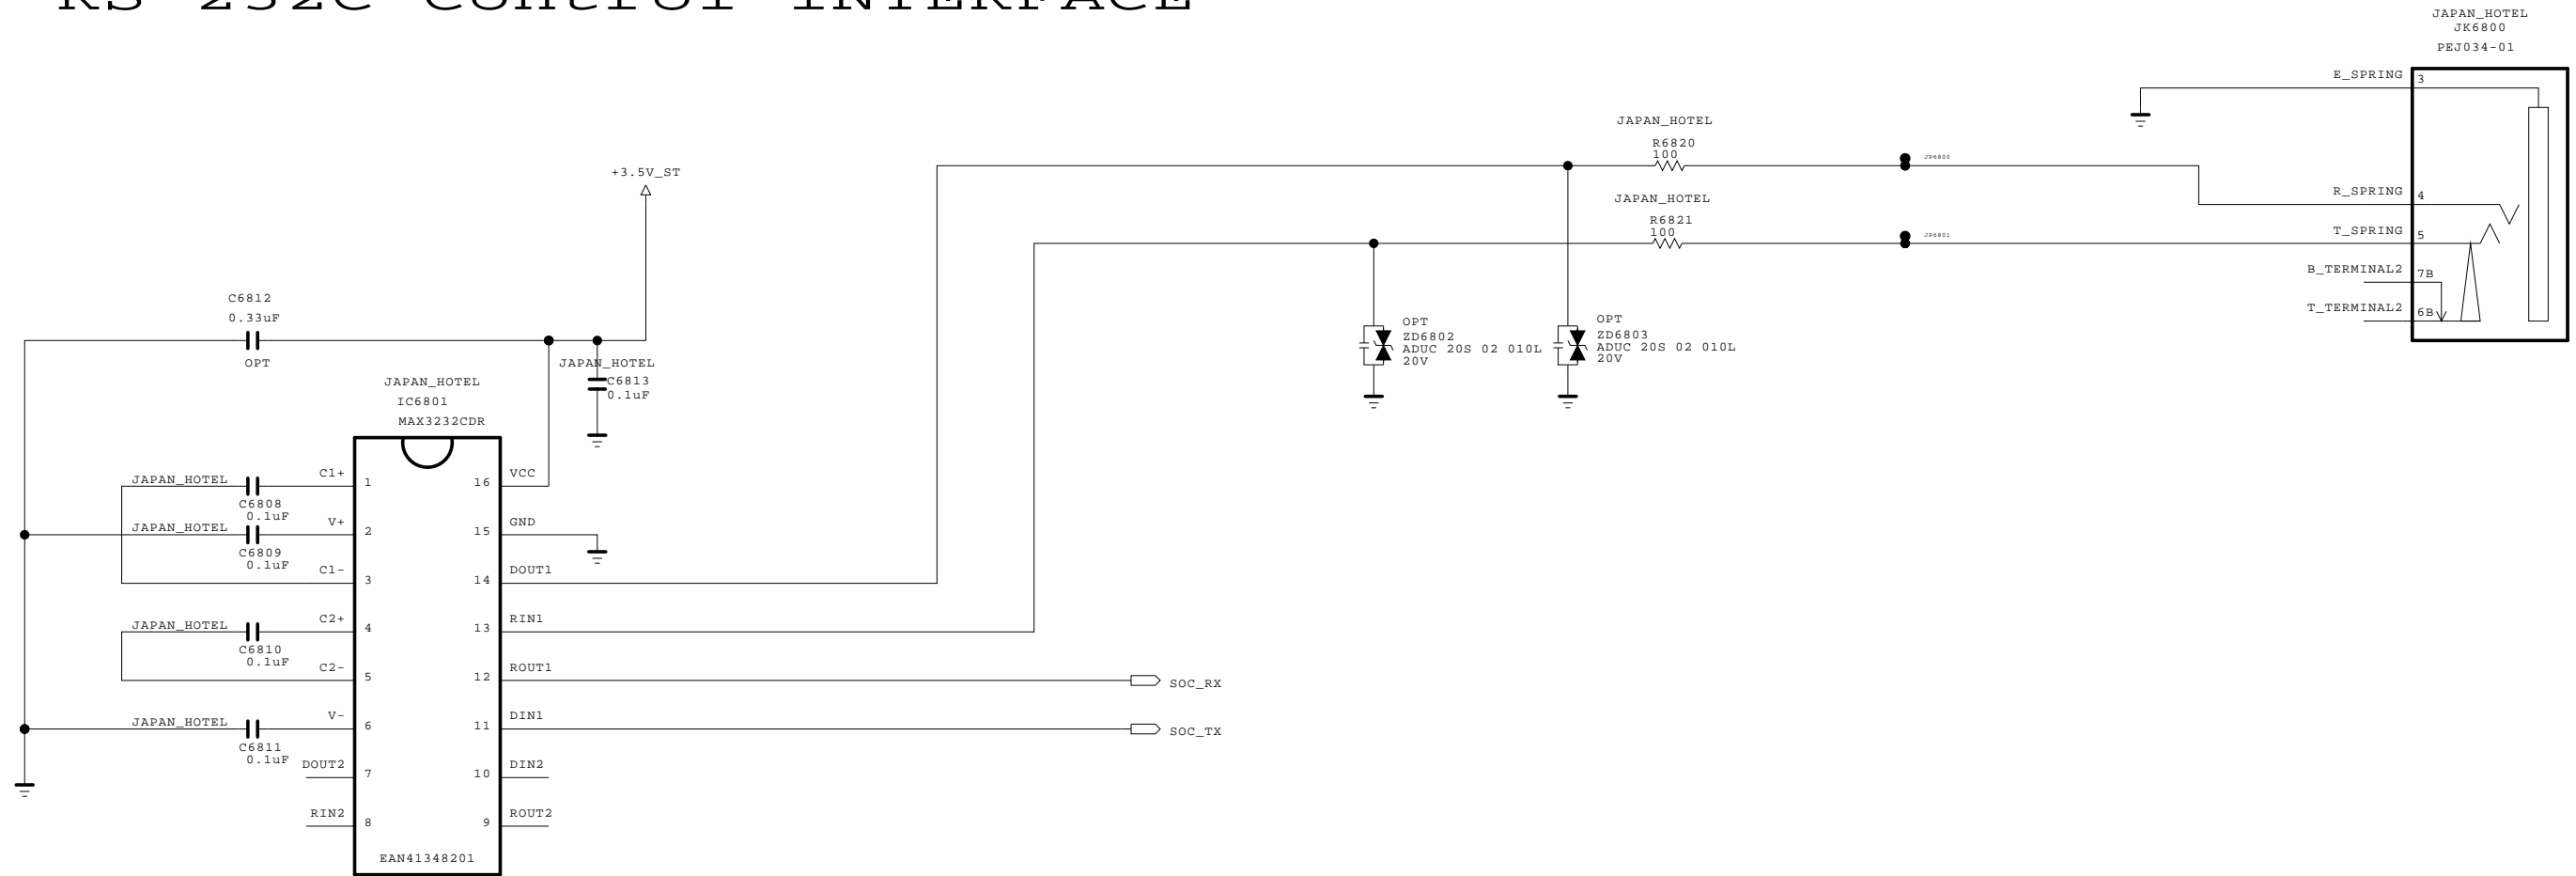 RS-232C Control INTERFACE
JAPAN_HOTEL
JK6800
PEJ034-01
E_SPRING
3
R_SPRING
4
T_SPRING
5
B_TERMINAL2
7B
T_TERMINAL2
6B
JAPAN_HOTEL
R6820
100
JP6800
JAPAN_HOTEL
R6821
100
JP6801
+3.5V_ST
C6812
0.33uF
OPT
JAPAN_HOTEL
C6813
0.1uF
OPT
ZD6802
ADUC 20S 02 010L
20V
OPT
ZD6803
ADUC 20S 02 010L
20V
JAPAN_HOTEL
IC6801
MAX3232CDR
JAPAN_HOTEL
C6808
0.1uF
C1+
1
16
VCC
JAPAN_HOTEL
C6809
0.1uF
V+
2
15
GND
C1-
3
14
DOUT1
JAPAN_HOTEL
C6810
0.1uF
C2+
4
13
RIN1
C2-
5
12
ROUT1
SOC_RX
JAPAN_HOTEL
C6811
0.1uF
V-
6
11
DIN1
SOC_TX
DOUT2
7
10
DIN2
RIN2
8
9
ROUT2
EAN41348201